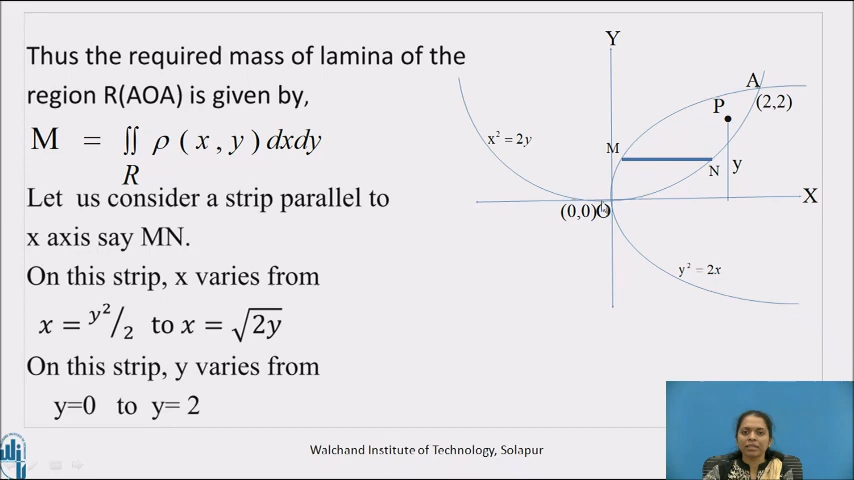 Thus the required mass of lamina of the
region R(AOA) is given by,
M = ∬ ρ ( x , y ) dxdy
R
Let us consider a strip parallel to
x axis say MN.
On this strip, x varies from
x = y²/2 to x = √2y
On this strip, y varies from
y=0 to y= 2
Y
A
(2,2)
P
x² = 2y
M
N
y
X
(0,0)O
y² = 2x
Walchand Institute of Technology, Solapur